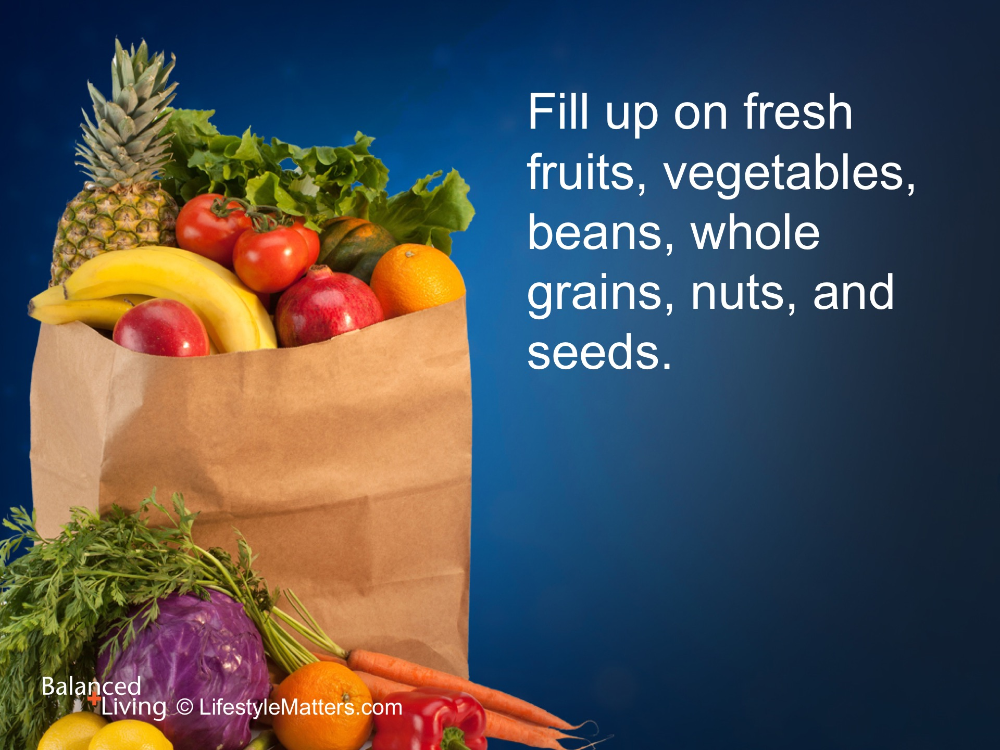 Fill up on fresh
fruits, vegetables,
beans, whole
grains, nuts, and
seeds.
Balanced
+Living © LifestyleMatters.com